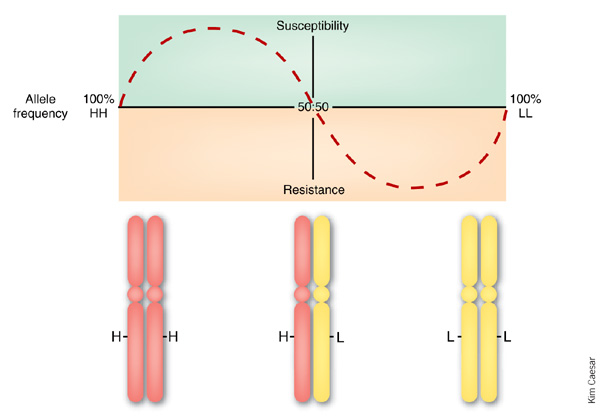 Susceptibility
Allele
frequency
100%
HH
50:50
100%
LL
Resistance
H
H
H
L
L
L
Kim Caesar